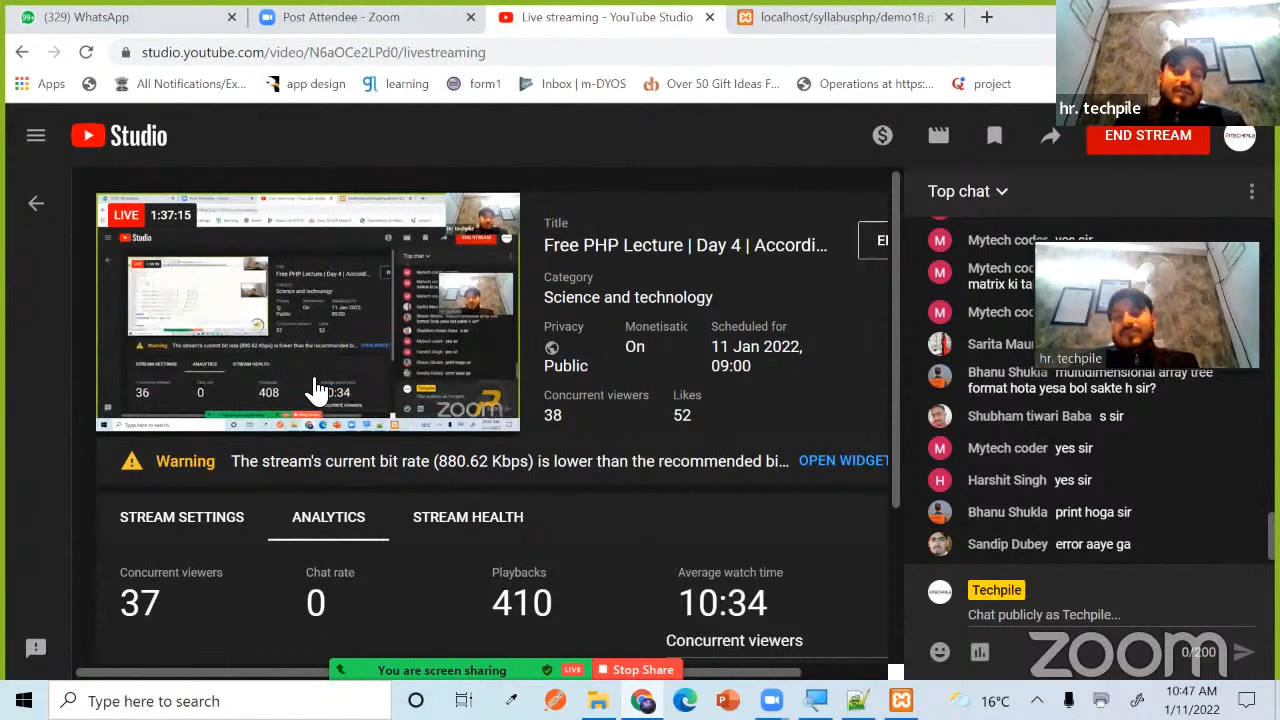 99+
WhatsApp
Post Attendee - Zoom
Live streaming - YouTube Studio
localhost/syllabusphp/demo18.p
studio.youtube.com/video/N6aOCe2LPd0/livestreaming
Apps
All Notifications/Ex...
app design
learning
form1
Inbox | m-DYOS
Over 50 Gift Ideas F...
Operations at https:...
project
hr. techpile
Studio
END STREAM
LIVE 1:37:15
Title
Free PHP Lecture | Day 4 | Accordi...
Category
Science and technology
Privacy
Monetisation
Scheduled for
Public
On
11 Jan 2022,
09:00
Concurrent viewers
Likes
38
52
Warning The stream's current bit rate (880.62 Kbps) is lower than the recommended bi... OPEN WIDGET
STREAM SETTINGS
ANALYTICS
STREAM HEALTH
Concurrent viewers
Chat rate
Playbacks
Average watch time
37
0
410
10:34
Concurrent viewers
Top chat
Mytech coder yes sir
matrix ki ta
hr. techpile
Bhanu Shukla multidimensional array tree
format hota yesa bol sakte h sir?
Shubham tiwari Baba s sir
Mytech coder yes sir
Harshit Singh yes sir
Bhanu Shukla print hoga sir
Sandip Dubey error aaye ga
Techpile
Chat publicly as Techpile...
0/200
zoom
You are screen sharing
LIVE
Stop Share
Type here to search
16°C
10:47 AM
1/11/2022